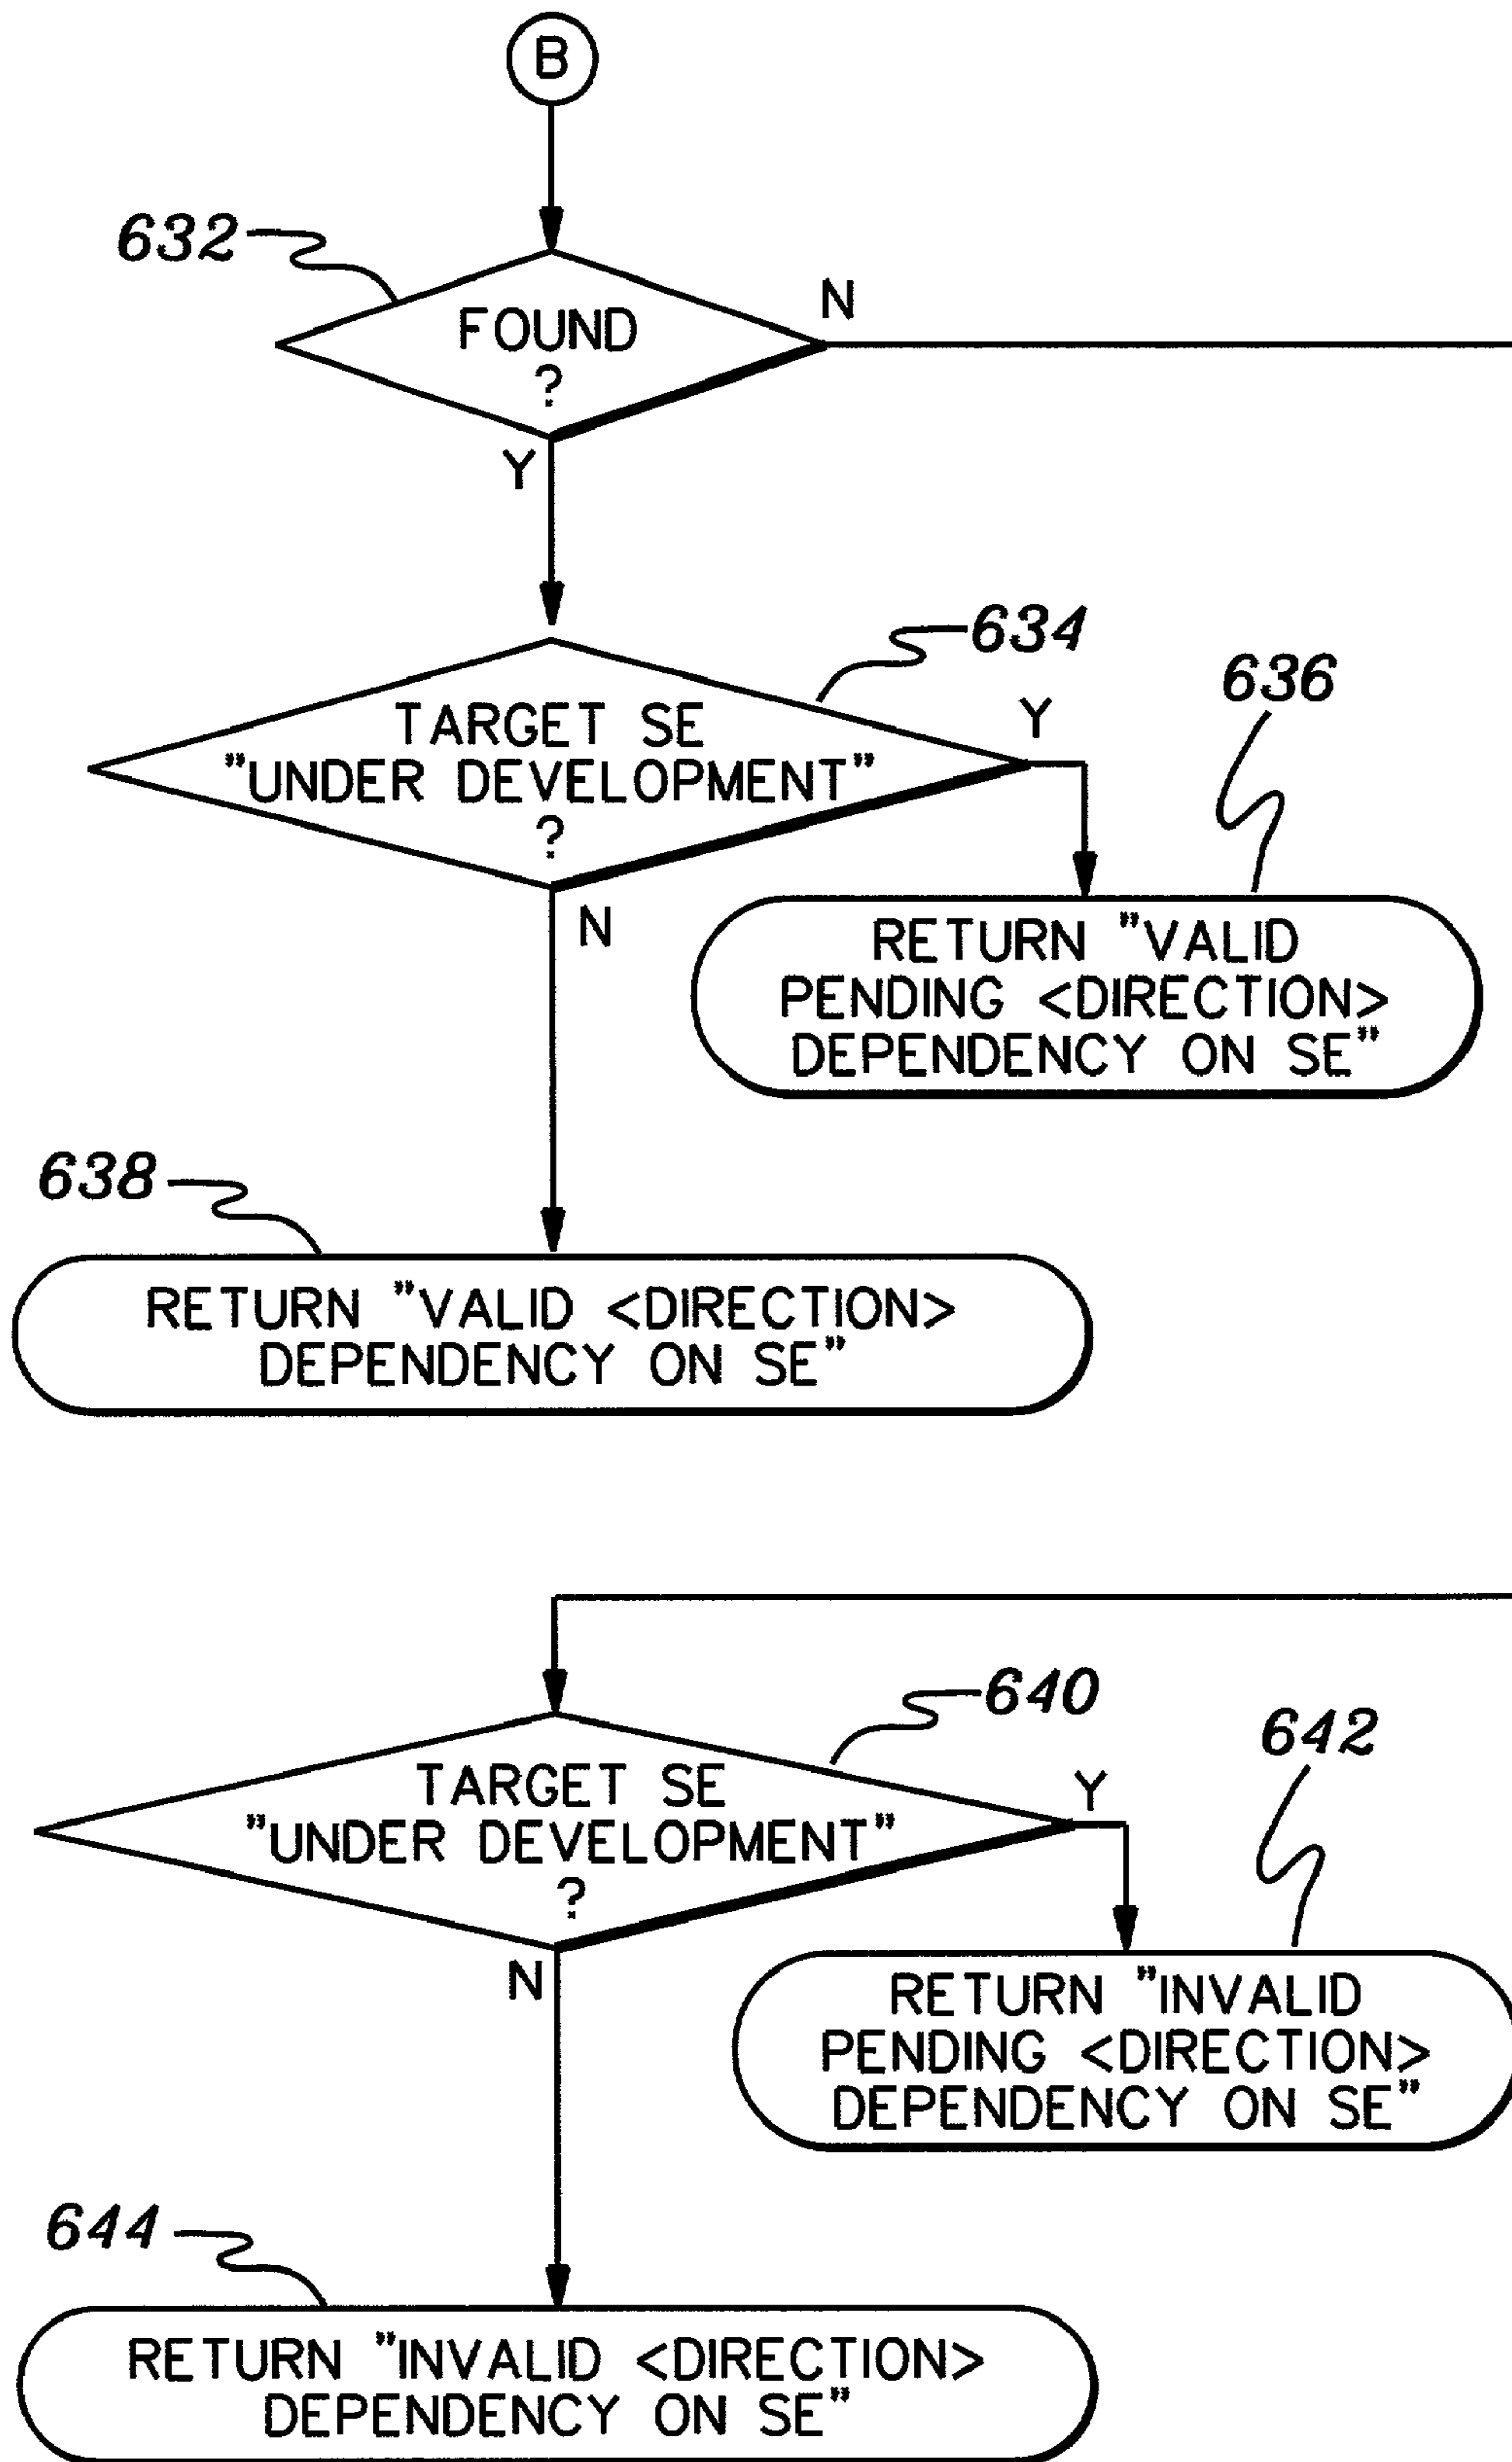 B
632
FOUND
?
N
Y
634
TARGET SE
"UNDER DEVELOPMENT"
?
Y
N
636
RETURN "VALID
PENDING <DIRECTION>
DEPENDENCY ON SE"
638
RETURN "VALID <DIRECTION>
DEPENDENCY ON SE"
640
TARGET SE
"UNDER DEVELOPMENT"
?
Y
N
642
RETURN "INVALID
PENDING <DIRECTION>
DEPENDENCY ON SE"
644
RETURN "INVALID <DIRECTION>
DEPENDENCY ON SE"